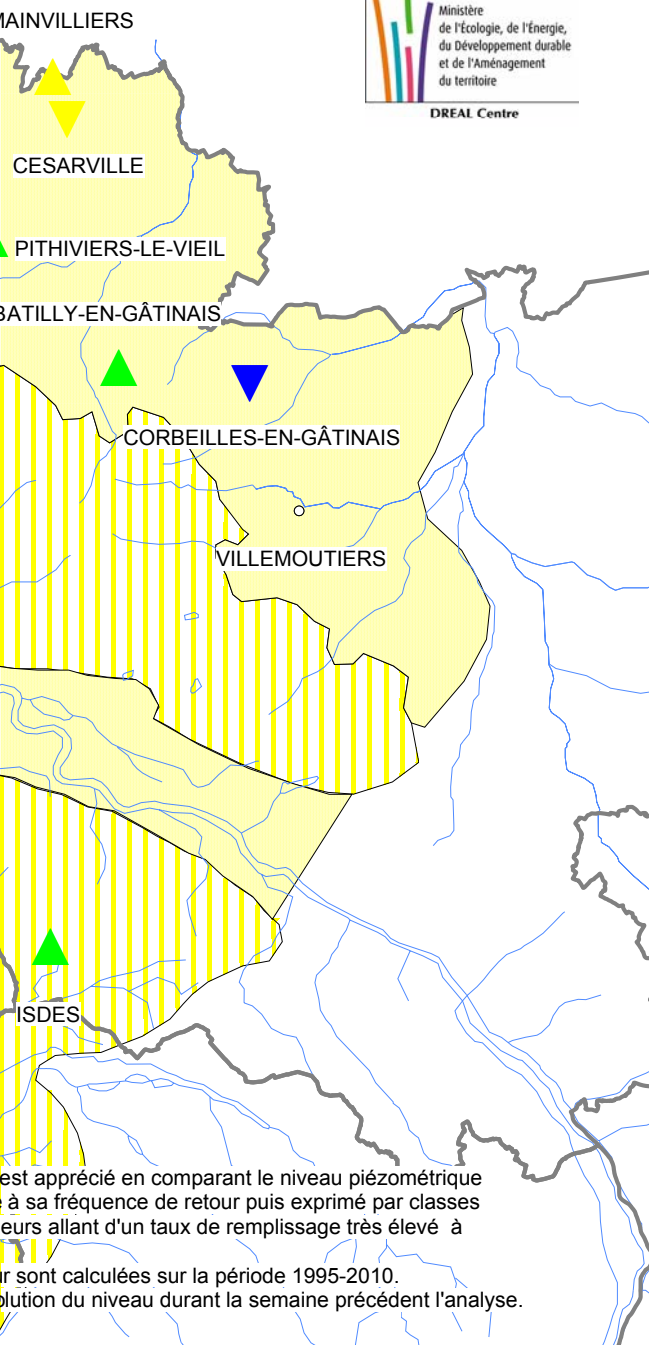 MAINVILLIERS
Ministère
de l'Écologie, de l'Énergie,
du Développement durable
et de l'Aménagement
du territoire
DREAL Centre
CESARVILLE
PITHIVIERS-LE-VIEIL
BATILLY-EN-GÂTINAIS
CORBEILLES-EN-GÂTINAIS
VILLEMOUTIERS
ISDES
est apprécié en comparant le niveau piézométrique
à sa fréquence de retour puis exprimé par classes
eurs allant d'un taux de remplissage très élevé à
sont calculées sur la période 1995-2010.
olution du niveau durant la semaine précédent l'analyse.